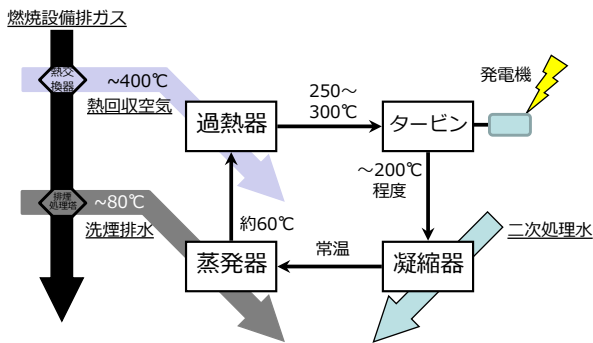 燃焼設備排ガス
熱交
換器
~400℃
熱回収空気
過熱器
250～
300℃
タービン
発電機
～200℃
程度
排煙
処理塔
~80℃
洗煙排水
約60℃
二次処理水
蒸発器
常温
凝縮器